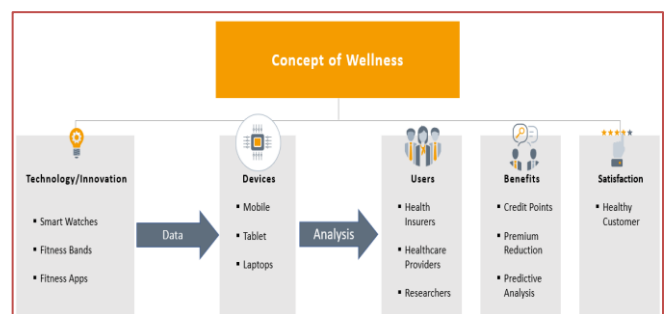 Concept of Wellness
Technology/Innovation
▪ Smart Watches
▪ Fitness Bands
▪ Fitness Apps
Data
Devices
▪ Mobile
▪ Tablet
▪ Laptops
Analysis
Users
▪ Health
Insurers
▪ Healthcare
Providers
▪ Researchers
Benefits
▪ Credit Points
▪ Premium
Reduction
▪ Predictive
Analysis
Satisfaction
▪ Healthy
Customer